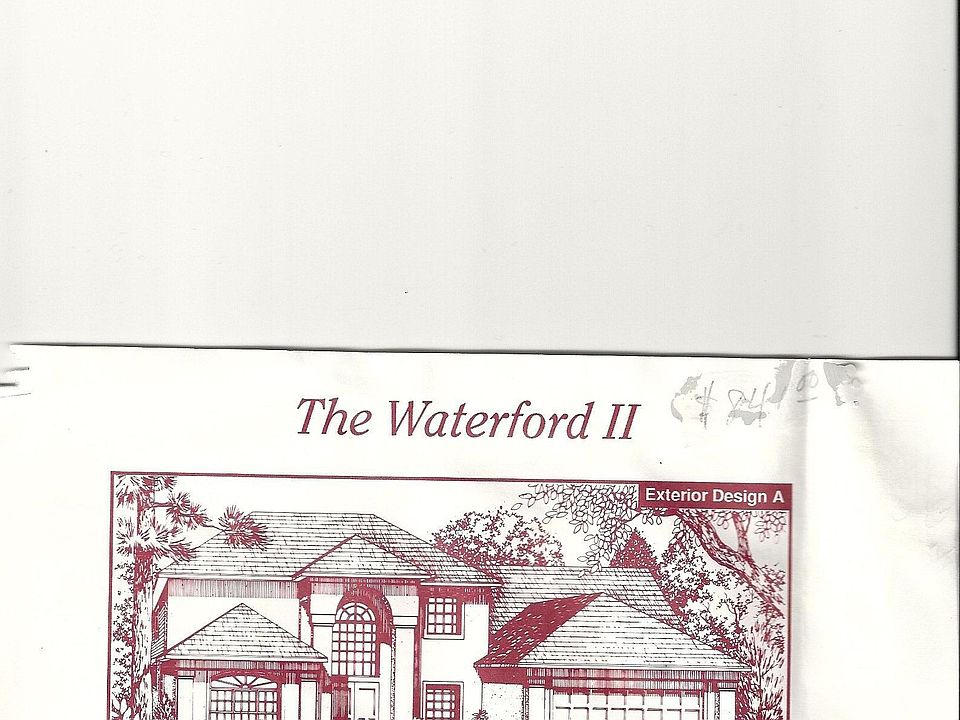 The Waterford II
Exterior Design A